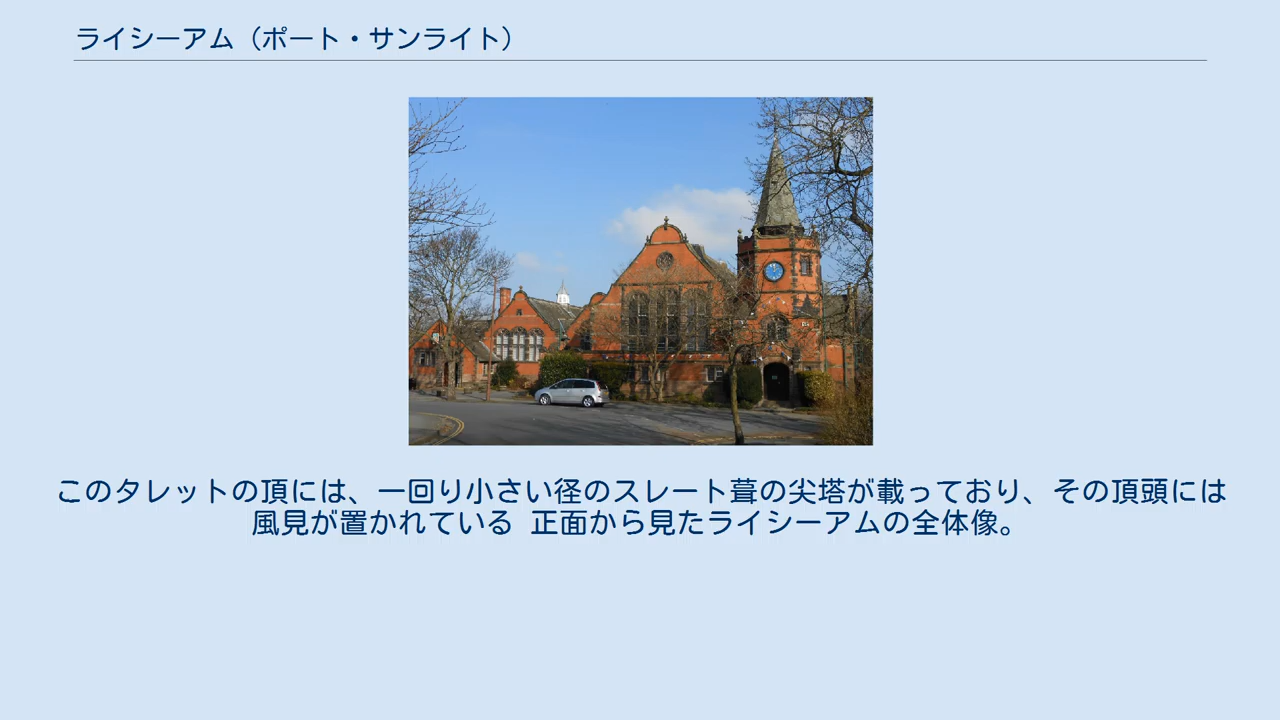 ライシーアム（ポート・サンライト）
このタレットの頂には、一回り小さい径のスレート葺の尖塔が載っており、その頂頭には
風見が置かれている 正面から見たライシーアムの全体像。